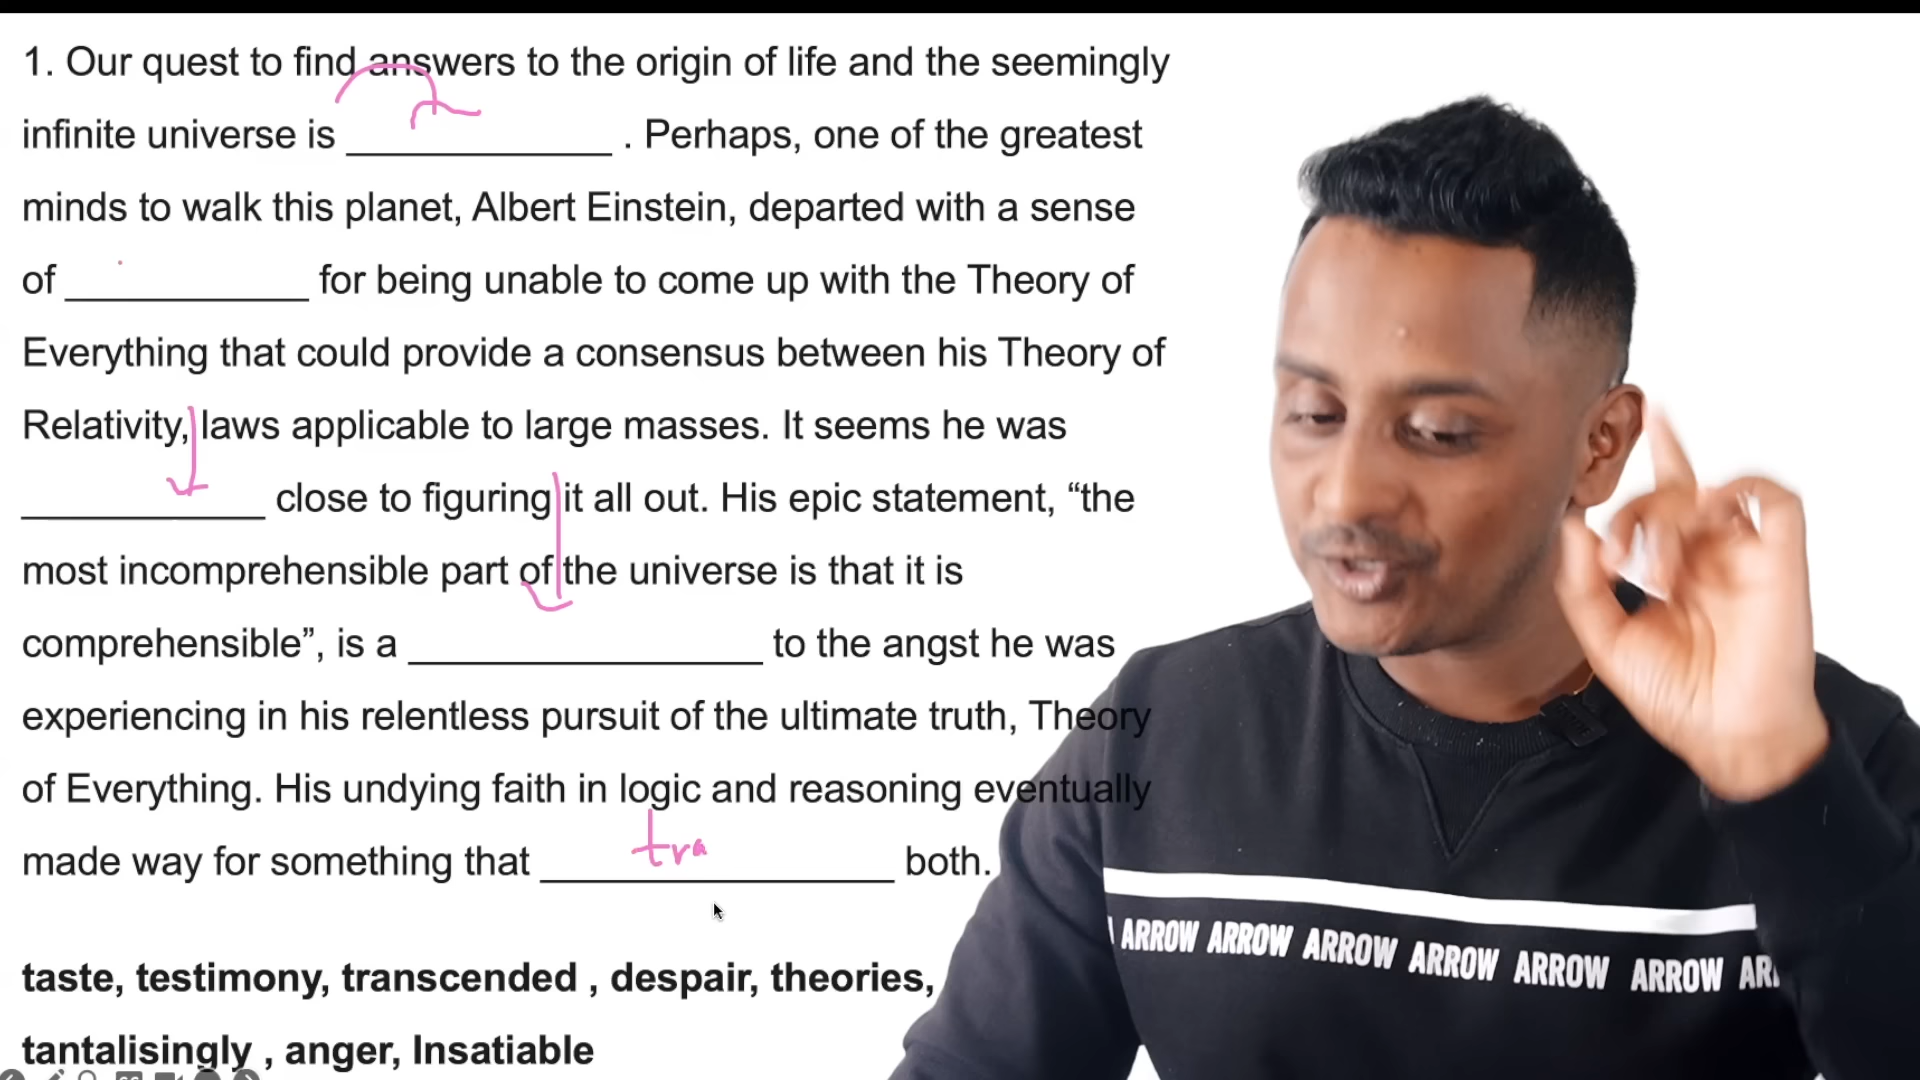 1. Our quest to find answers to the origin of life and the seemingly
infinite universe is ____________ . Perhaps, one of the greatest
minds to walk this planet, Albert Einstein, departed with a sense
of ___________ for being unable to come up with the Theory of
Everything that could provide a consensus between his Theory of
Relativity, laws applicable to large masses. It seems he was
___________ close to figuring it all out. His epic statement, “the
most incomprehensible part of the universe is that it is
comprehensible”, is a ________________ to the angst he was
experiencing in his relentless pursuit of the ultimate truth, Theory
of Everything. His undying faith in logic and reasoning eventually
tra
made way for something that ________________ both.
taste, testimony, transcended , despair, theories,
tantalisingly , anger, Insatiable
ARROW ARROW ARROW ARROW ARROW ARROW AR